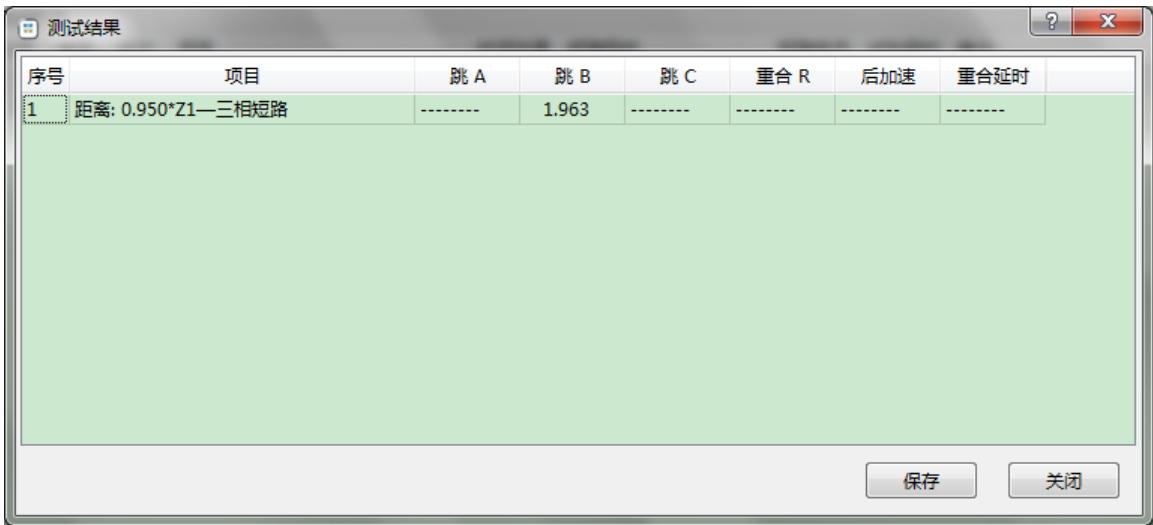 测试结果
序号 项目 跳 A 跳 B 跳 C 重合 R 后加速 重合延时
1 距离: 0.950*Z1—三相短路 -------- 1.963 -------- -------- -------- --------
保存 关闭